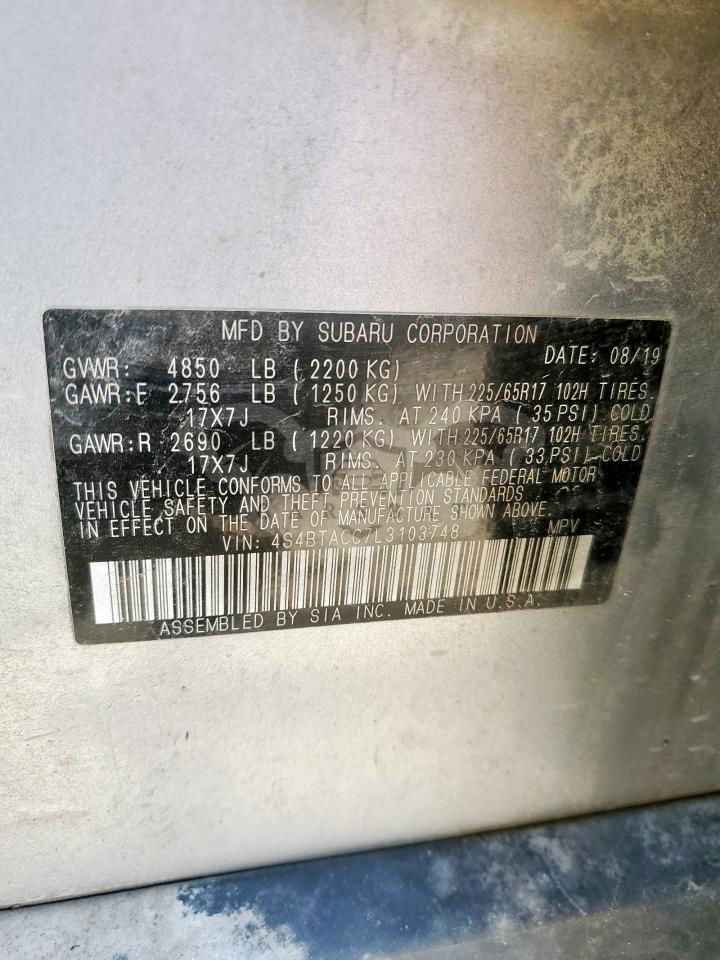 MFD BY SUBARU CORPORATION
DATE: 08/19
GVWR: 4850 LB ( 2200 KG)
GAWR:F 2756 LB ( 1250 KG) WITH 225/65R17 102H TIRES.
17X7J RIMS. AT 240 KPA ( 35 PSI) COLD
GAWR:R 2690 LB ( 1220 KG) WITH 225/65R17 102H TIRES.
17X7J RIMS. AT 230 KPA ( 33 PSI) COLD
THIS VEHICLE CONFORMS TO ALL APPLICABLE FEDERAL MOTOR
VEHICLE SAFETY AND THEFT PREVENTION STANDARDS
IN EFFECT ON THE DATE OF MANUFACTURE SHOWN ABOVE.
VIN: 4S4BTACC7L3103748 MPV
ASSEMBLED BY SIA INC. MADE IN U.S.A.